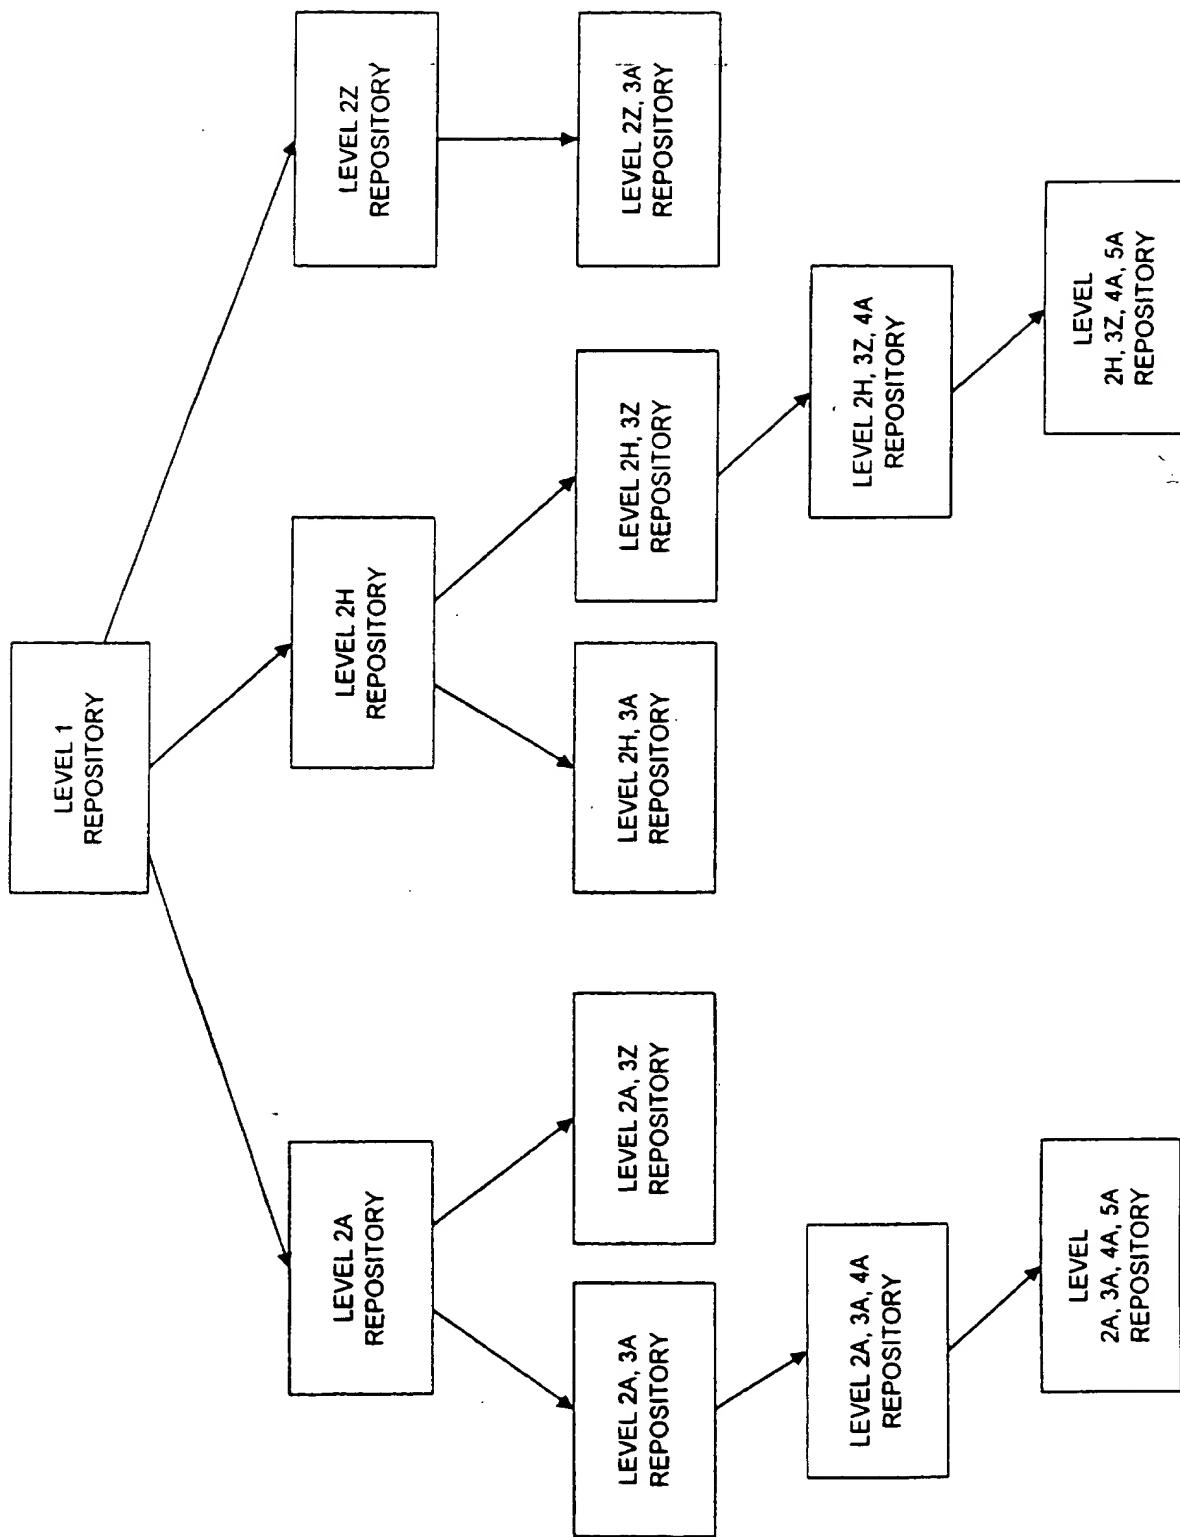 LEVEL 1
REPOSITORY
LEVEL 2A
REPOSITORY
LEVEL 2H
REPOSITORY
LEVEL 2Z
REPOSITORY
LEVEL 2A, 3A
REPOSITORY
LEVEL 2A, 3Z
REPOSITORY
LEVEL 2H, 3A
REPOSITORY
LEVEL 2H, 3Z
REPOSITORY
LEVEL 2Z, 3A
REPOSITORY
LEVEL 2A, 3A, 4A
REPOSITORY
LEVEL 2H, 3Z, 4A
REPOSITORY
LEVEL
2A, 3A, 4A, 5A
REPOSITORY
LEVEL
2H, 3Z, 4A, 5A
REPOSITORY